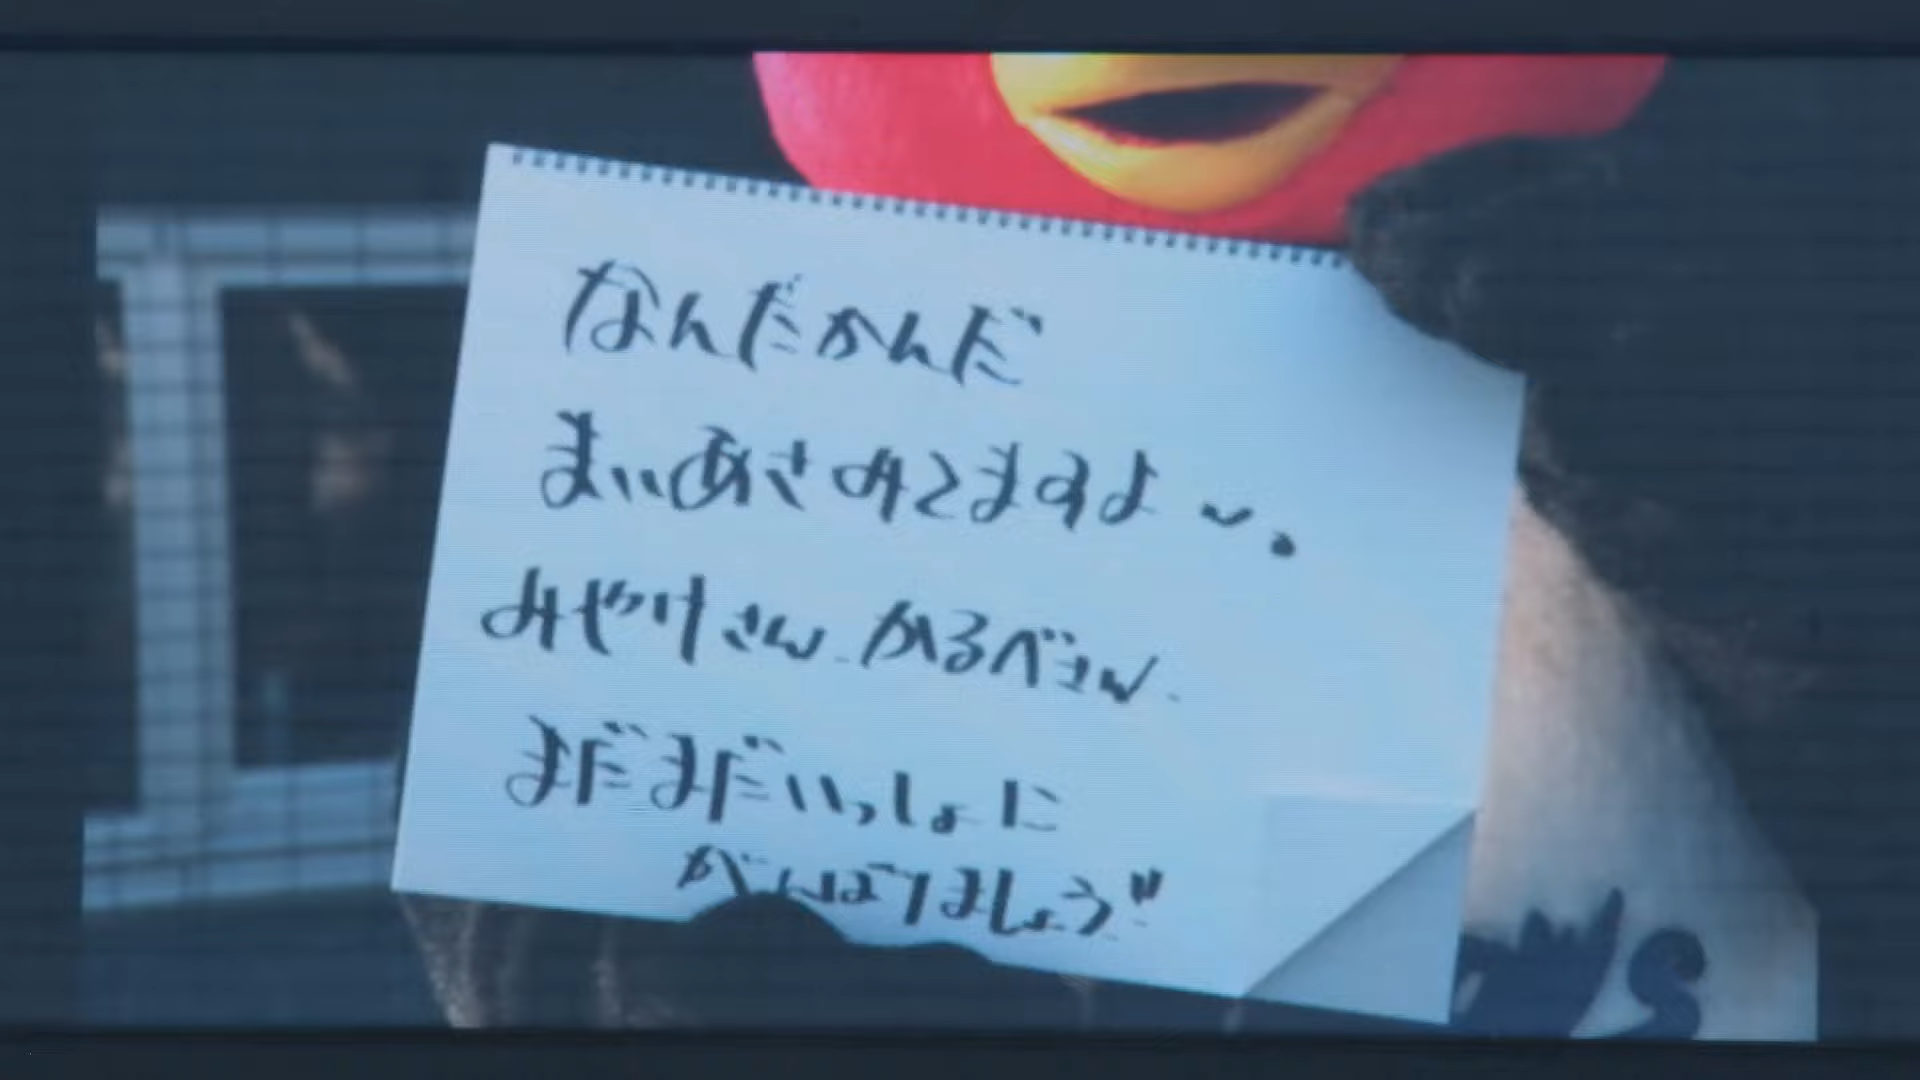 なんだかんだ
まいあさみてますよ〜。
みやけさん、かるべさん、
まだまだいっしょに
がんばりましょう!!